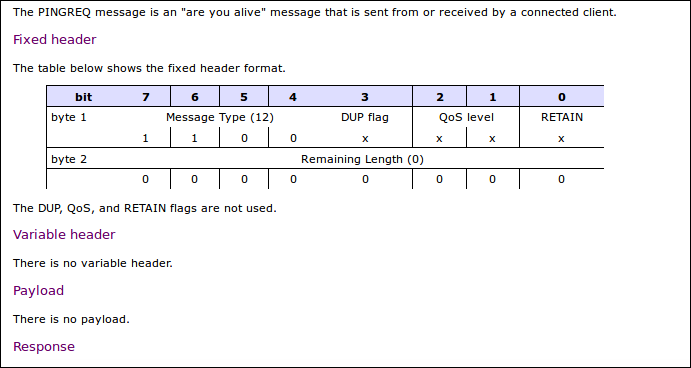 The PINGREQ message is an "are you alive" message that is sent from or received by a connected client.
Fixed header
The table below shows the fixed header format.
bit 7 6 5 4 3 2 1 0
byte 1 Message Type (12) DUP flag QoS level RETAIN
1 1 0 0 x x x x
byte 2 Remaining Length (0)
0 0 0 0 0 0 0 0
The DUP, QoS, and RETAIN flags are not used.
Variable header
There is no variable header.
Payload
There is no payload.
Response